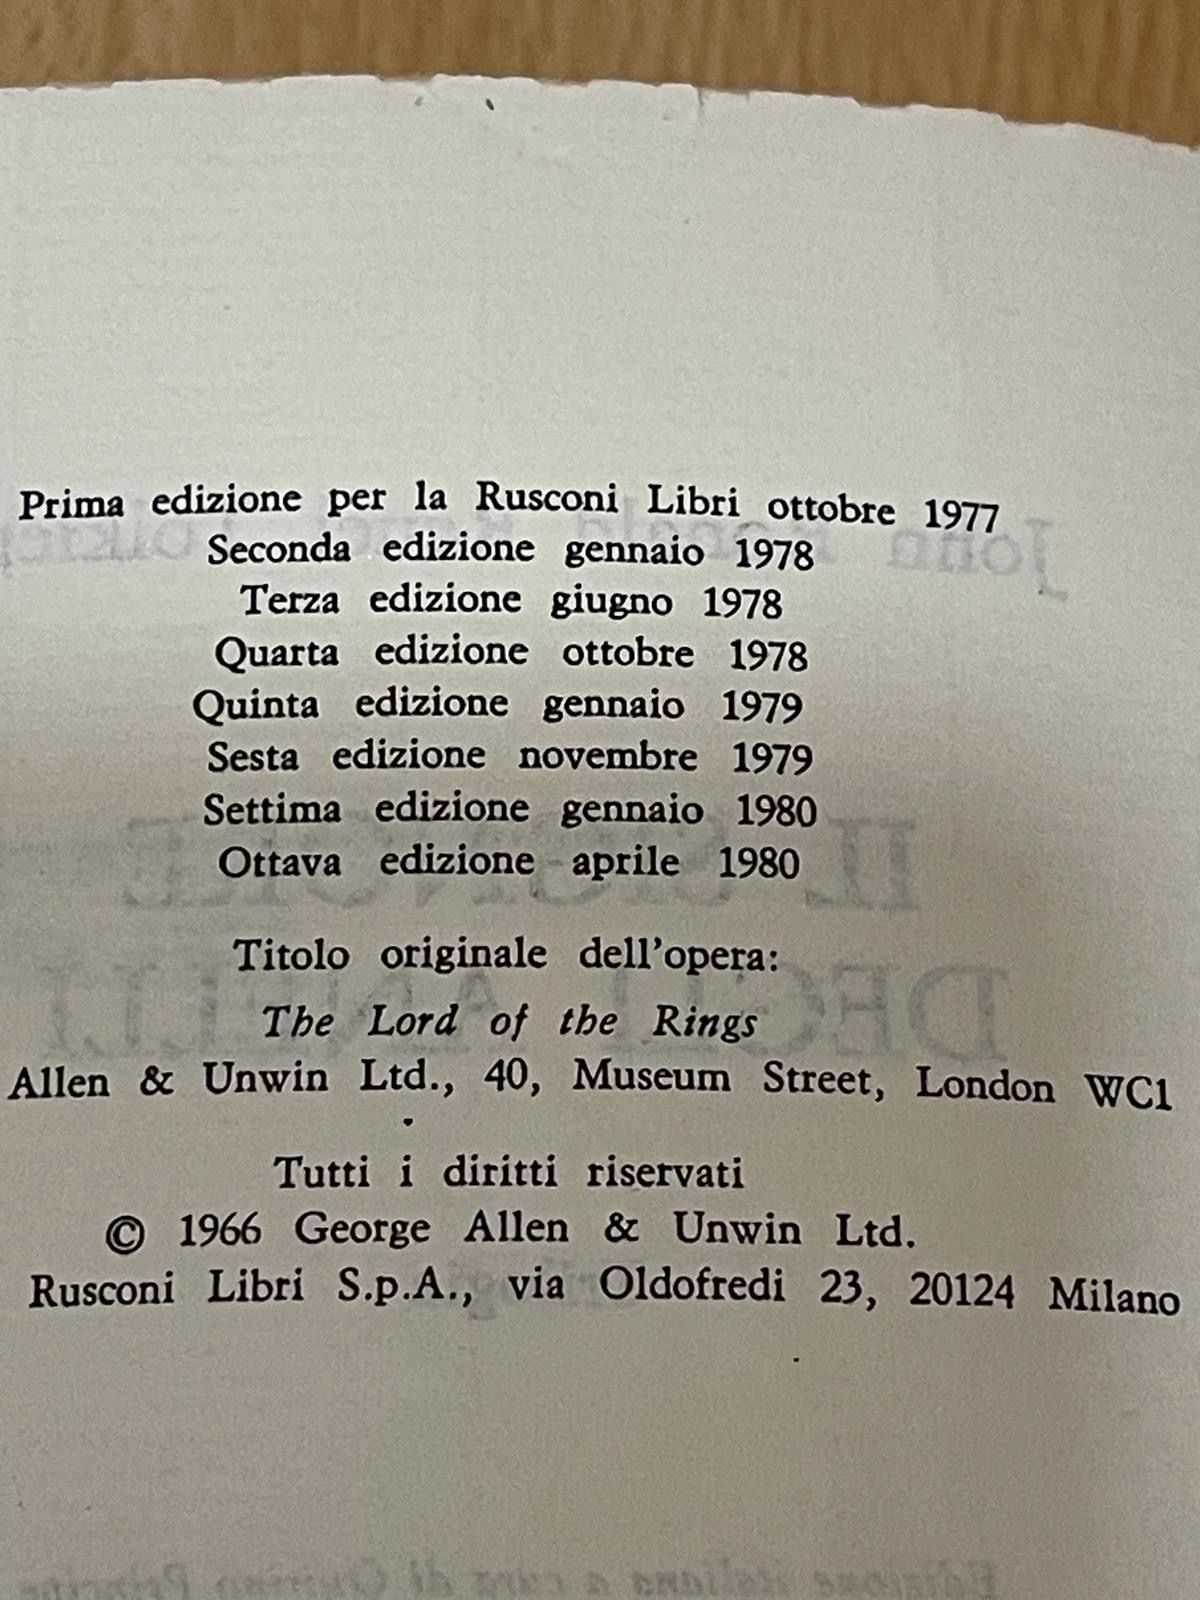 Prima edizione per la Rusconi Libri ottobre 1977
Seconda edizione gennaio 1978
Terza edizione giugno 1978
Quarta edizione ottobre 1978
Quinta edizione gennaio 1979
Sesta edizione novembre 1979
Settima edizione gennaio 1980
Ottava edizione aprile 1980
Titolo originale dell'opera:
The Lord of the Rings
Allen & Unwin Ltd., 40, Museum Street, London WC1
Tutti i diritti riservati
© 1966 George Allen & Unwin Ltd.
Rusconi Libri S.p.A., via Oldofredi 23, 20124 Milano